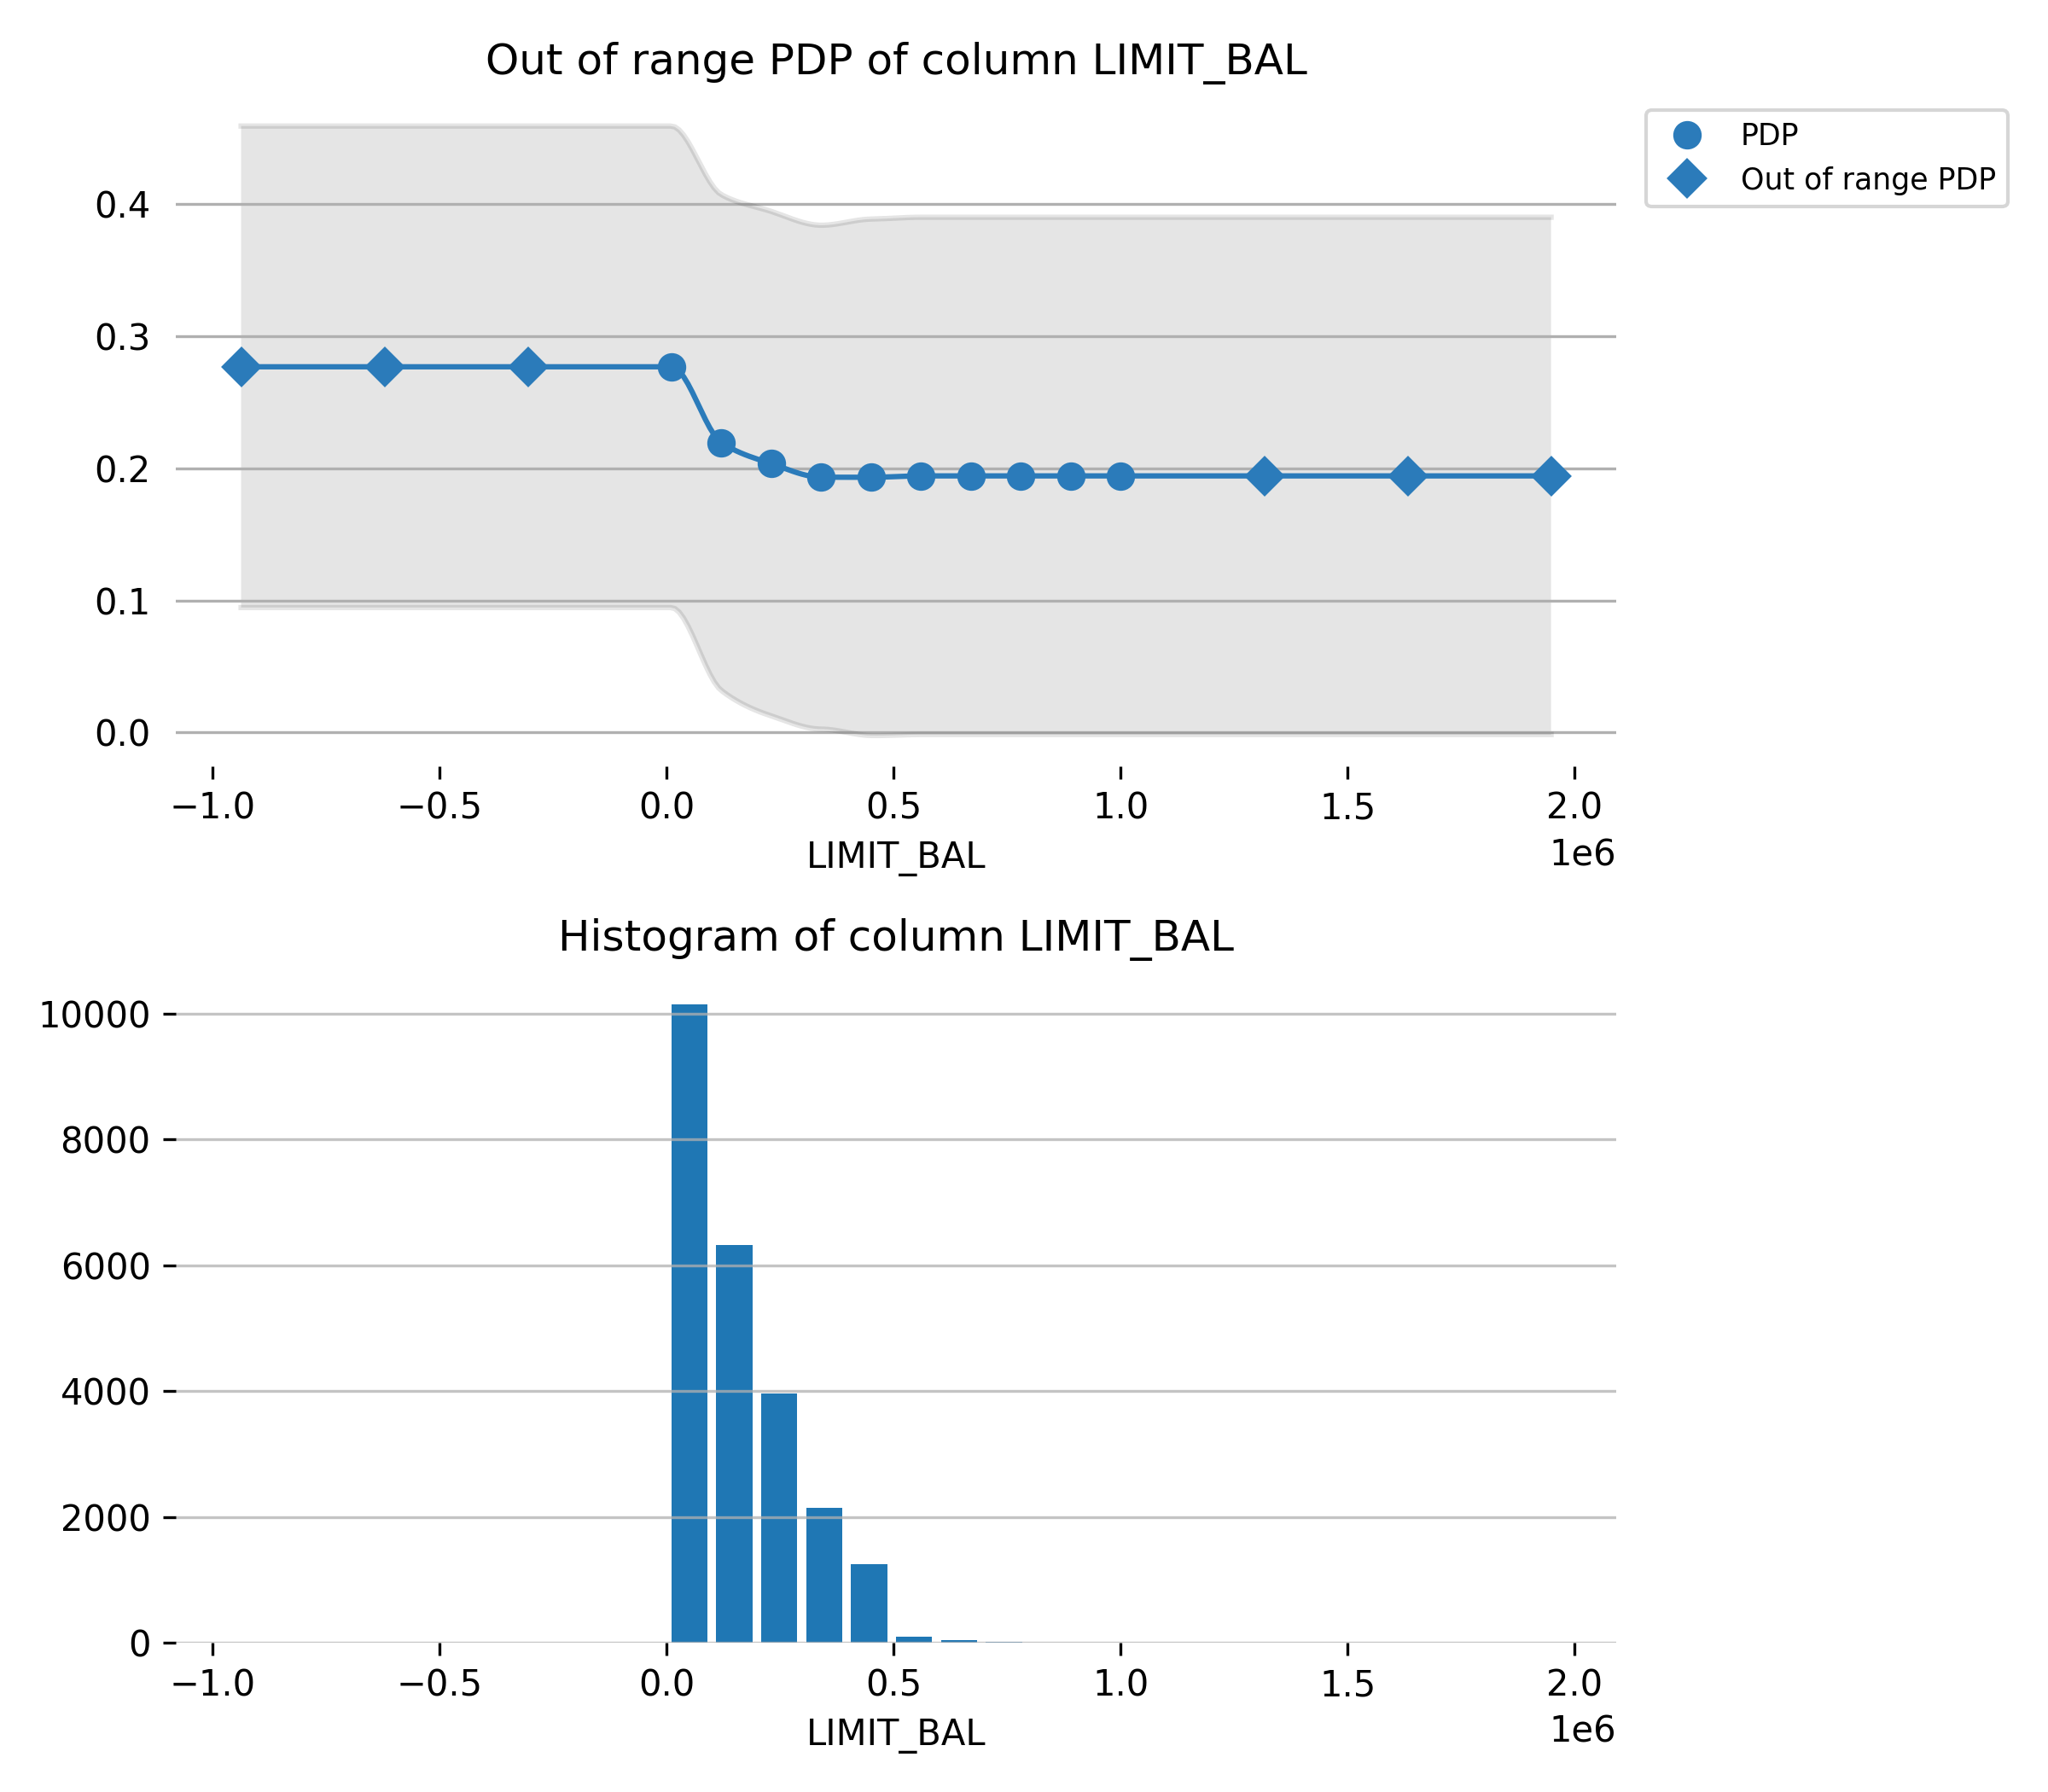 Out of range PDP of column LIMIT_BAL
PDP
Out of range PDP
0.4
0.3
0.2
0.1
0.0
−1.0 −0.5 0.0 0.5 1.0 1.5 2.0
LIMIT_BAL 1e6
Histogram of column LIMIT_BAL
10000
8000
6000
4000
2000
0
−1.0 −0.5 0.0 0.5 1.0 1.5 2.0
LIMIT_BAL 1e6